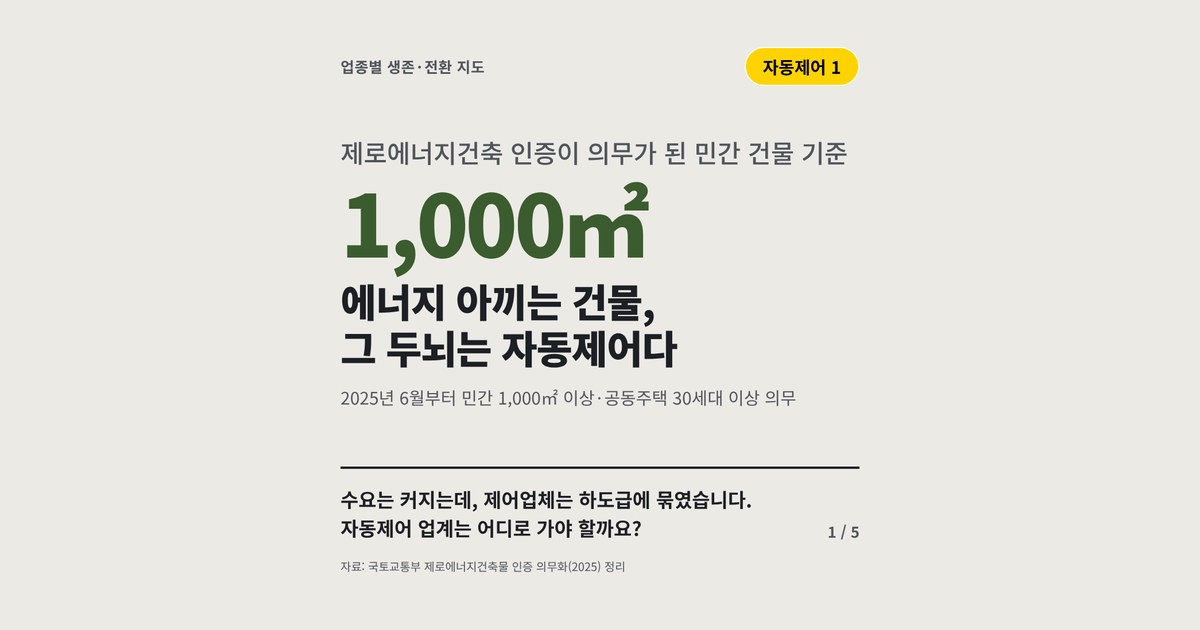 업종별 생존·전환 지도
자동제어 1
제로에너지건축 인증이 의무가 된 민간 건물 기준
1,000㎡
에너지 아끼는 건물,
그 두뇌는 자동제어다
2025년 6월부터 민간 1,000㎡ 이상·공동주택 30세대 이상 의무
수요는 커지는데, 제어업체는 하도급에 묶였습니다.
자동제어 업계는 어디로 가야 할까요?
1 / 5
자료: 국토교통부 제로에너지건축물 인증 의무화(2025) 정리